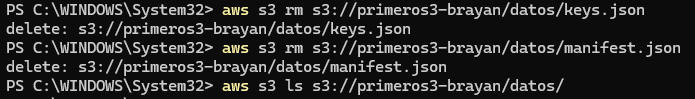 PS C:\WINDOWS\System32> aws s3 rm s3://primeros3-brayan/datos/keys.json
delete: s3://primeros3-brayan/datos/keys.json
PS C:\WINDOWS\System32> aws s3 rm s3://primeros3-brayan/datos/manifest.json
delete: s3://primeros3-brayan/datos/manifest.json
PS C:\WINDOWS\System32> aws s3 ls s3://primeros3-brayan/datos/